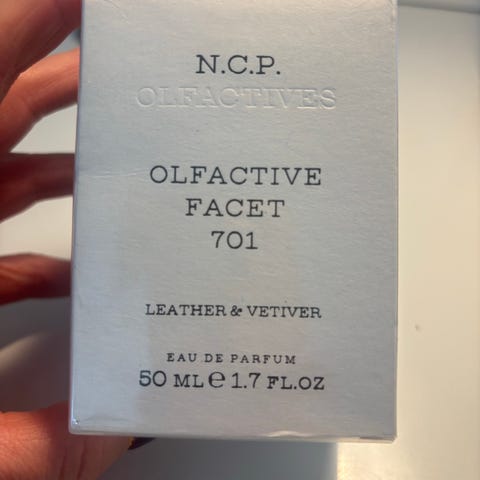 N.C.P.
OLFACTIVES
OLFACTIVE
FACET
701
LEATHER & VETIVER
EAU DE PARFUM
50 ML ℮ 1.7 FL.OZ